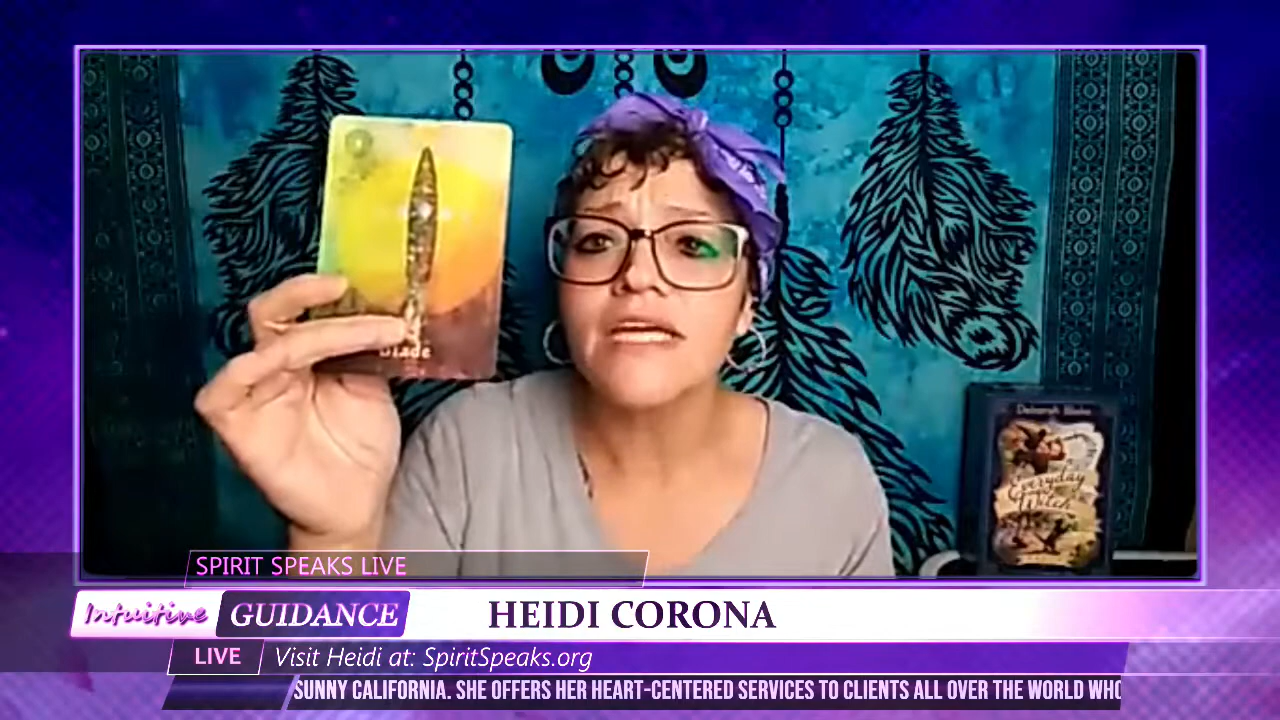 Blade
Deborah Blake
Everyday
Witch
SPIRIT SPEAKS LIVE
Intuitive GUIDANCE
HEIDI CORONA
LIVE
Visit Heidi at: SpiritSpeaks.org
SUNNY CALIFORNIA. SHE OFFERS HER HEART-CENTERED SERVICES TO CLIENTS ALL OVER THE WORLD WHO